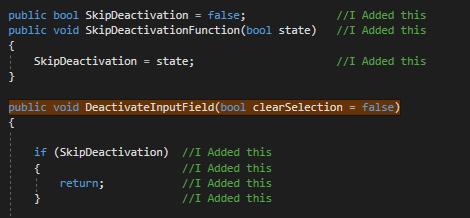 public bool SkipDeactivation = false; //I Added this
public void SkipDeactivationFunction(bool state) //I Added this
{
SkipDeactivation = state; //I Added this
}
public void DeactivateInputField(bool clearSelection = false)
{
if (SkipDeactivation) //I Added this
{ //I Added this
return; //I Added this
} //I Added this